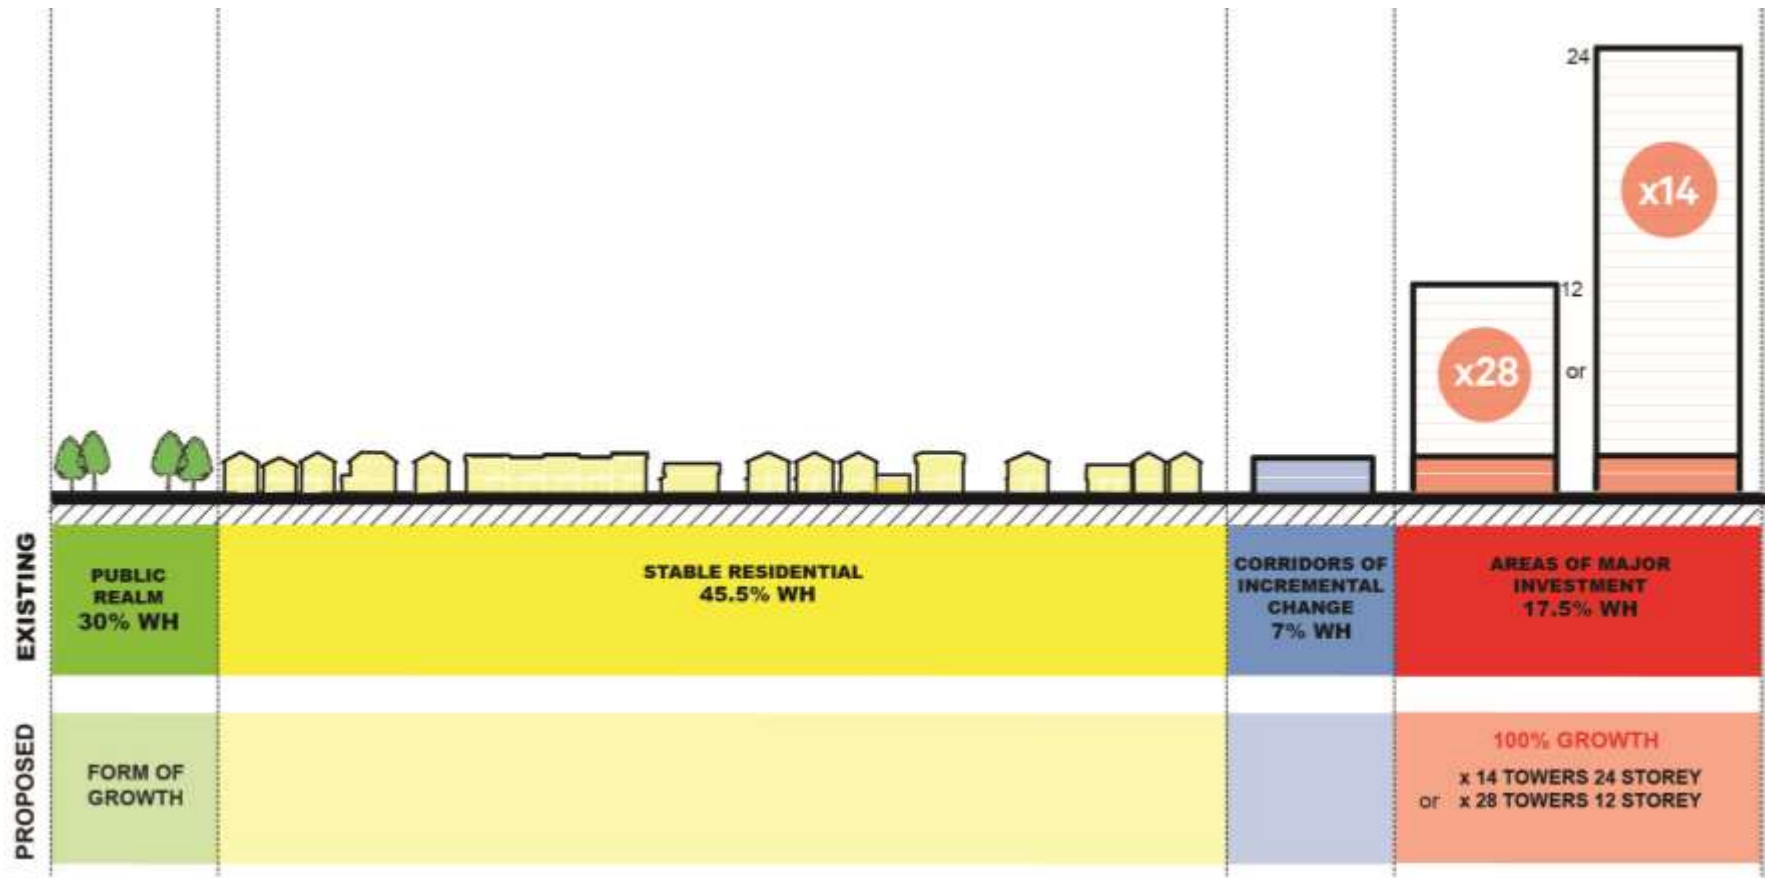 24
x14
12
x28
or
EXISTING
PUBLIC
REALM
30% WH
STABLE RESIDENTIAL
45.5% WH
CORRIDORS OF
INCREMENTAL
CHANGE
7% WH
AREAS OF MAJOR
INVESTMENT
17.5% WH
PROPOSED
FORM OF
GROWTH
100% GROWTH
x 14 TOWERS 24 STOREY
or x 28 TOWERS 12 STOREY